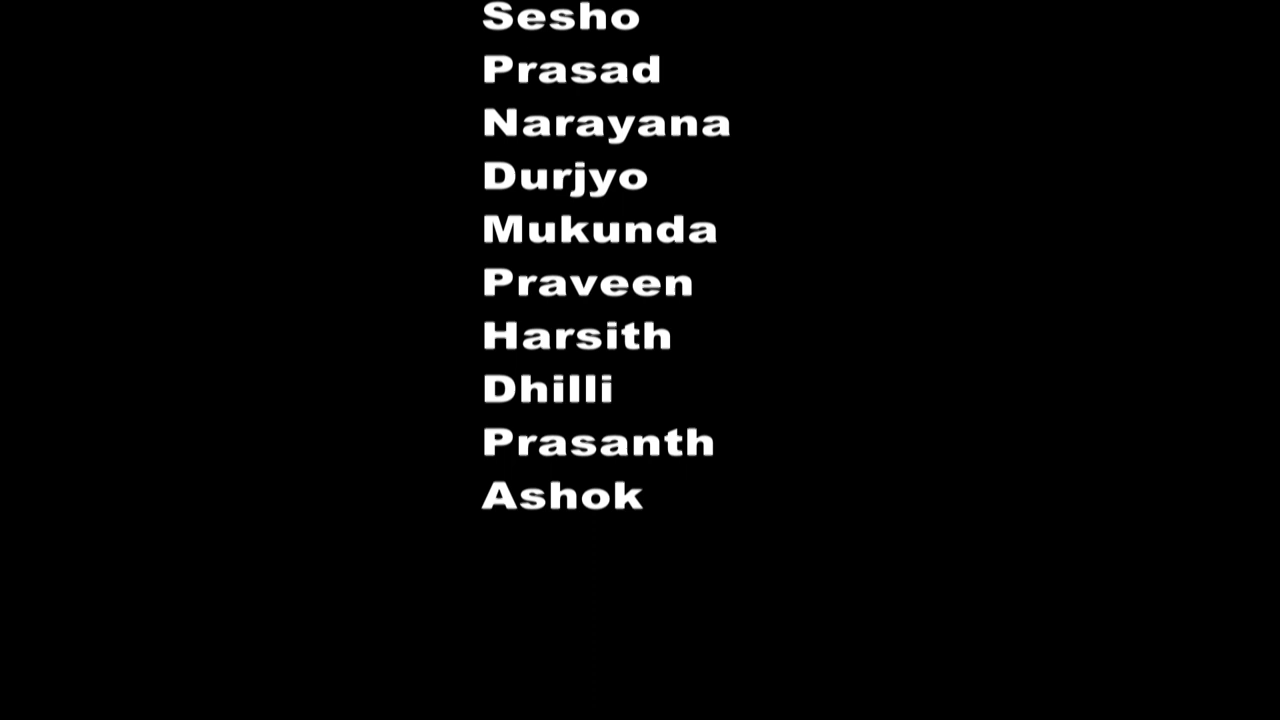 Sesho
Prasad
Narayana
Durjyo
Mukunda
Praveen
Harsith
Dhilli
Prasanth
Ashok